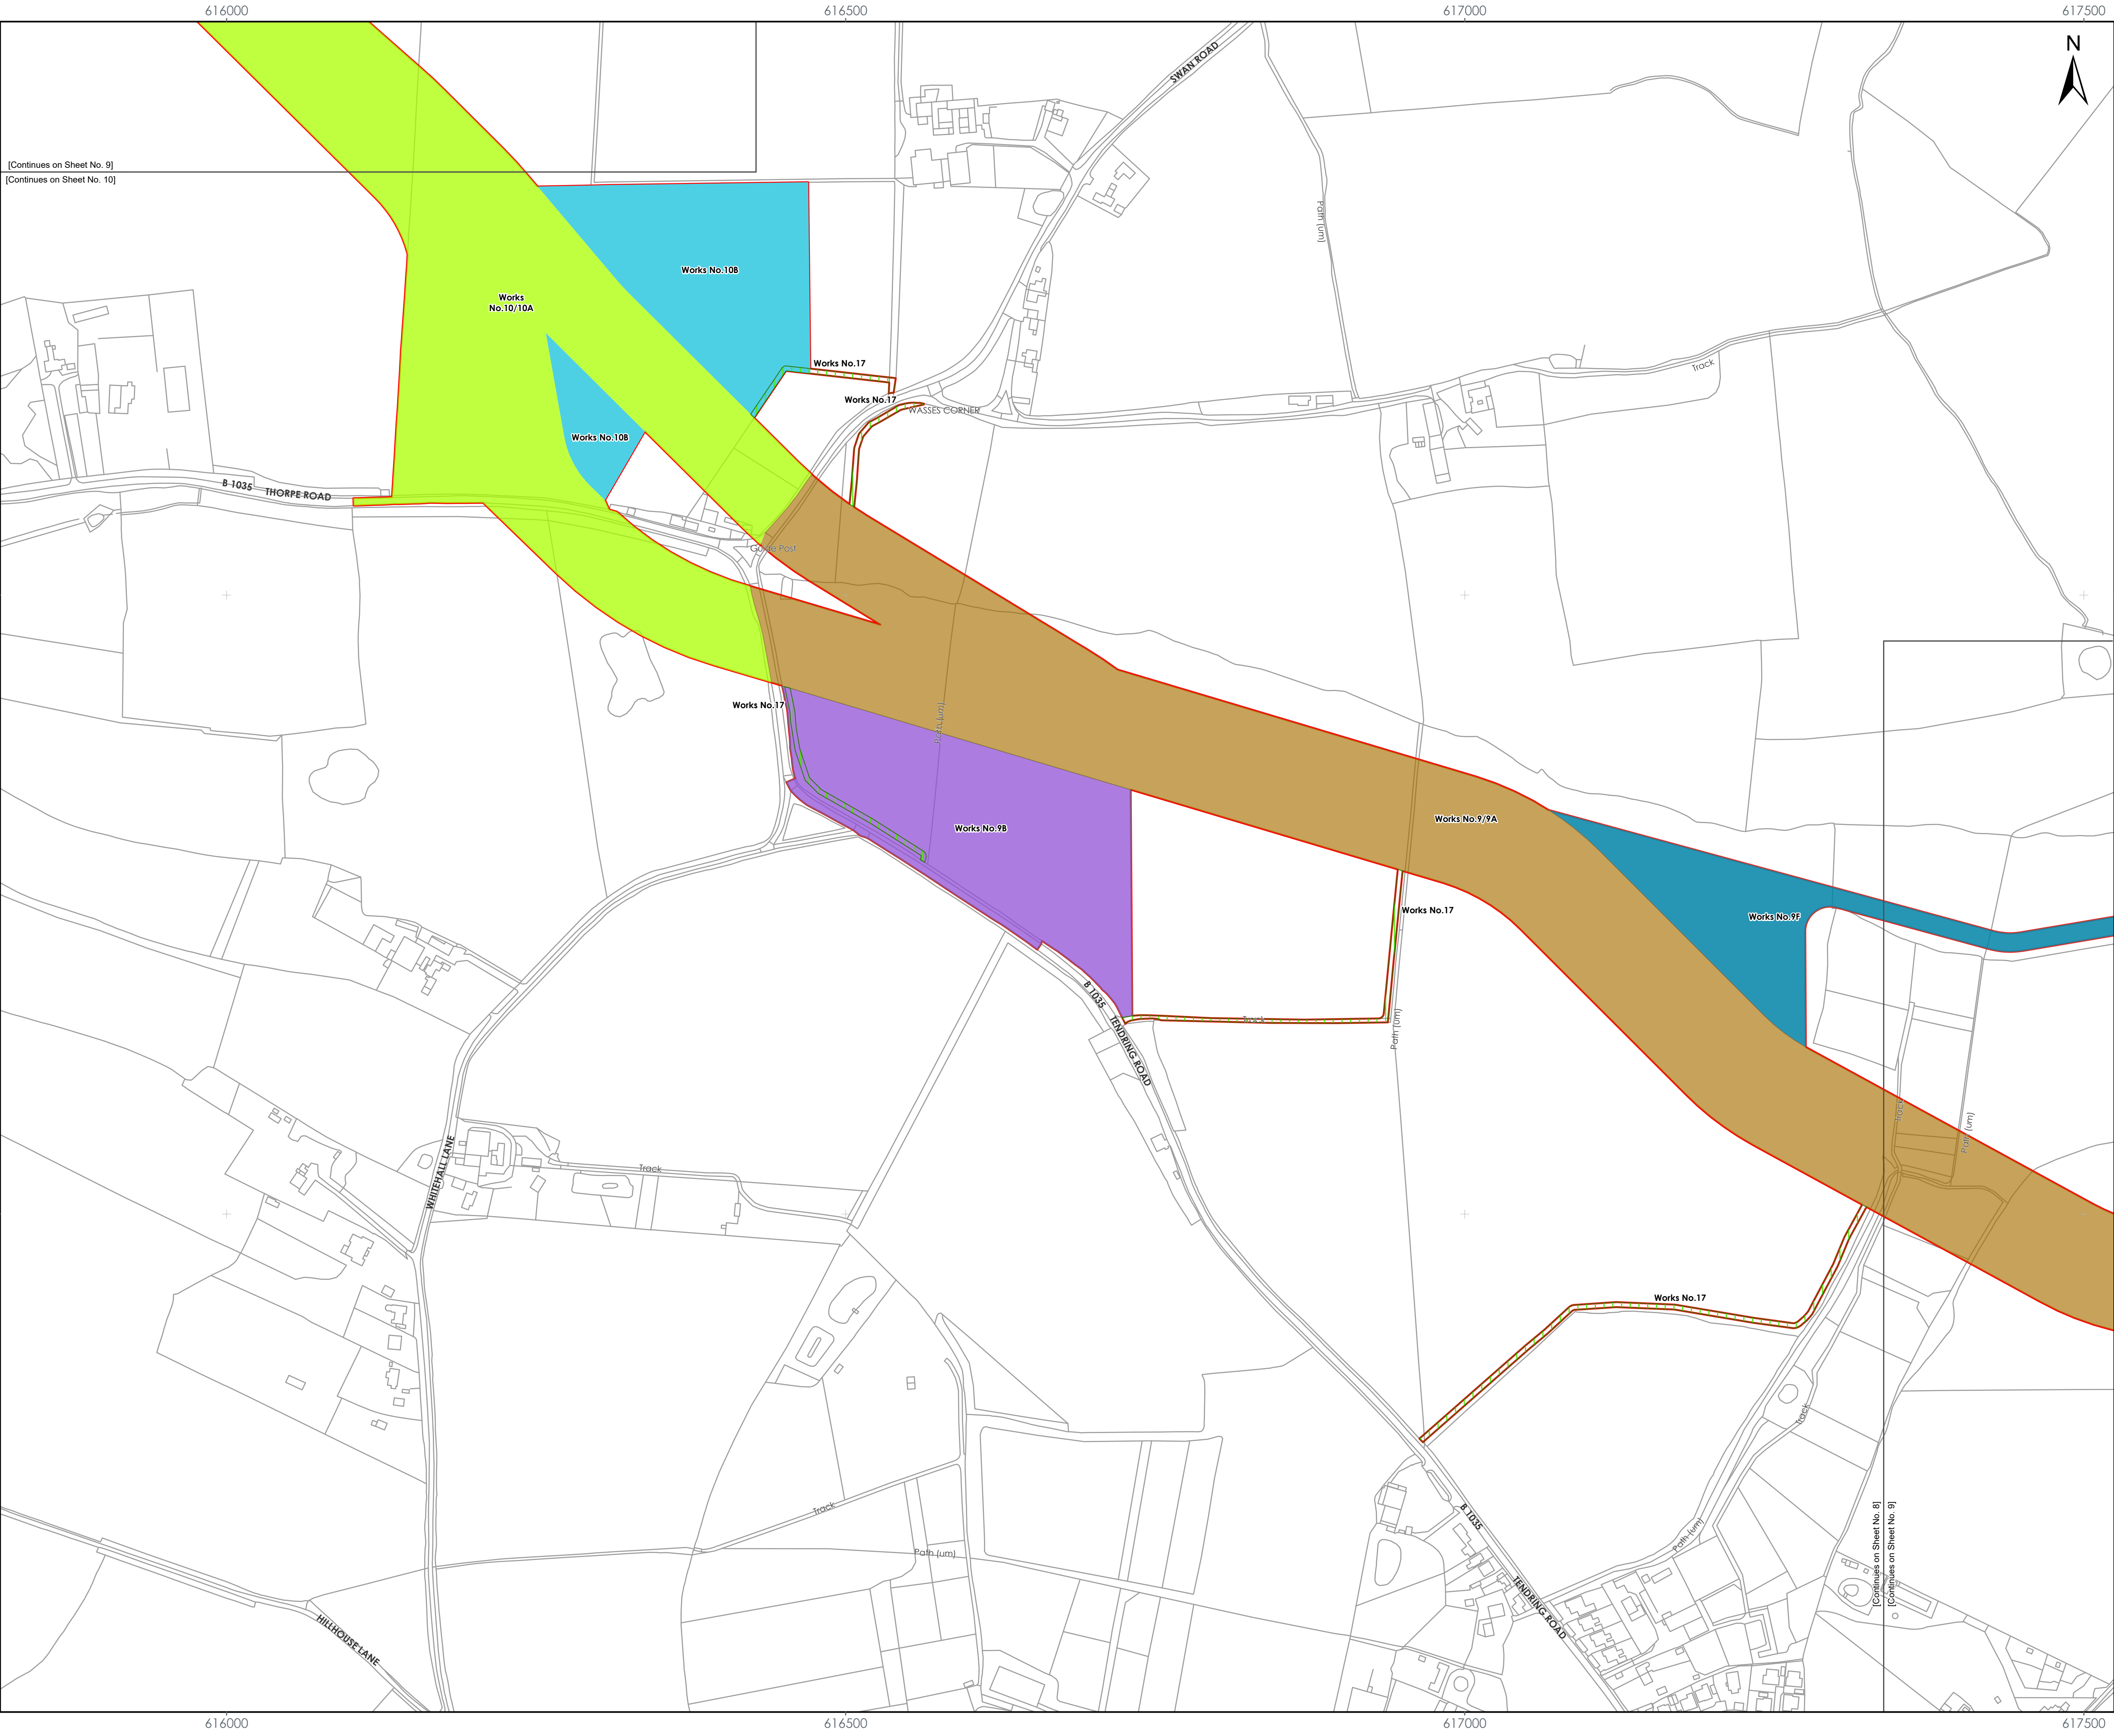 616000
616500
617000
617500
N
SWAN ROAD
[Continues on Sheet No. 9]
[Continues on Sheet No. 10]
Path (um)
Works No.10B
Works
No.10/10A
Works No.17
Track
Works No.17
WASSES CORNER
Works No.10B
B 1035
THORPE ROAD
Guide Post
Works No.17
Path (um)
Works No.9B
Works No.9/9A
Works No.17
Works No.9F
B 1035
TENDRING ROAD
Track
Path (um)
Track
Path (um)
WHITEHALL LANE
Track
Works No.17
Track
Track
Path (um)
B 1035
Path (um)
TENDRING ROAD
[Continues on Sheet No. 8]
[Continues on Sheet No. 9]
HILLHOUSE LANE
616000
616500
617000
617500